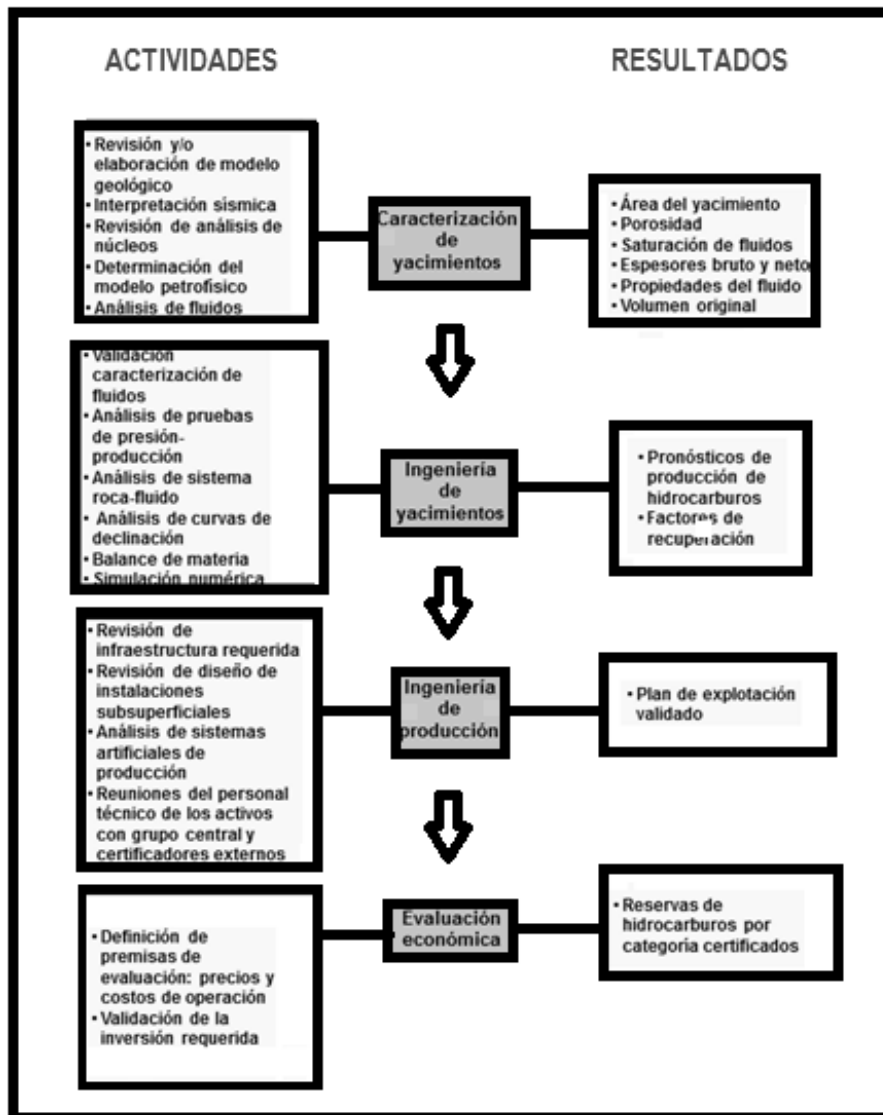 ACTIVIDADES
RESULTADOS
• Revisión y/o
elaboración de modelo
geológico
• Interpretación sísmica
• Revisión de análisis de
núcleos
• Determinación del
modelo petrofísico
• Análisis de fluidos
Caracterización
de
yacimientos
• Área del yacimiento
• Porosidad
• Saturación de fluidos
• Espesores bruto y neto
• Propiedades del fluido
• Volumen original
• Validación
caracterización de
fluidos
• Análisis de pruebas
de presión-
producción
• Análisis de sistema
roca-fluido
• Análisis de curvas de
declinación
• Balance de materia
• Simulación numérica
Ingeniería
de
yacimientos
• Pronósticos de
producción de
hidrocarburos
• Factores de
recuperación
• Revisión de
infraestructura requerida
• Revisión de diseño de
instalaciones
subsuperficiales
• Análisis de sistemas
artificiales de
producción
• Reuniones del personal
técnico de los activos
con grupo central y
certificadores externos
Ingeniería
de
producción
• Plan de explotación
validado
• Definición de
premisas de
evaluación: precios y
costos de operación
• Validación de la
inversión requerida
Evaluación
económica
• Reservas de
hidrocarburos por
categoría certificados